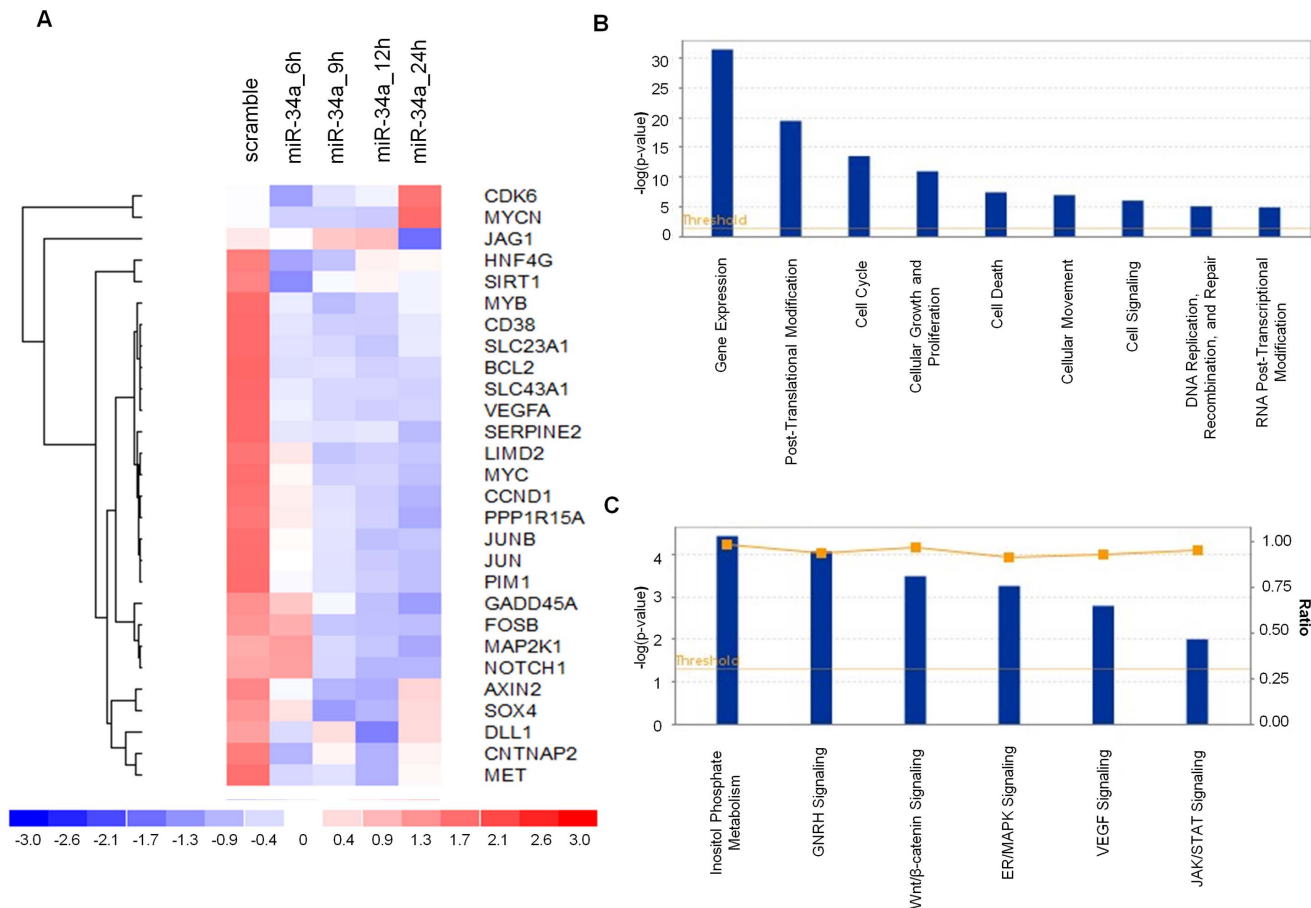 A
scramble
miR-34a_6h
miR-34a_9h
miR-34a_12h
miR-34a_24h
CDK6
MYCN
JAG1
HNF4G
SIRT1
MYB
CD38
SLC23A1
BCL2
SLC43A1
VEGFA
SERPINE2
LIMD2
MYC
CCND1
PPP1R15A
JUNB
JUN
PIM1
GADD45A
FOSB
MAP2K1
NOTCH1
AXIN2
SOX4
DLL1
CNTNAP2
MET
-3.0 -2.6 -2.1 -1.7 -1.3 -0.9 -0.4 0 0.4 0.9 1.3 1.7 2.1 2.6 3.0
B
-log(p-value)
30
25
20
15
10
5
0
Threshold
Gene Expression
Post-Translational Modification
Cell Cycle
Cellular Growth and
Proliferation
Cell Death
Cellular Movement
Cell Signaling
DNA Replication,
Recombination, and Repair
RNA Post-Transcriptional
Modification
C
-log(p-value)
4
3
2
1
0
Threshold
1.00
0.75
0.50
0.25
0.00
Ratio
Inositol Phosphate
Metabolism
GNRH Signaling
Wnt/β-catenin Signaling
ER/MAPK Signaling
VEGF Signaling
JAK/STAT Signaling